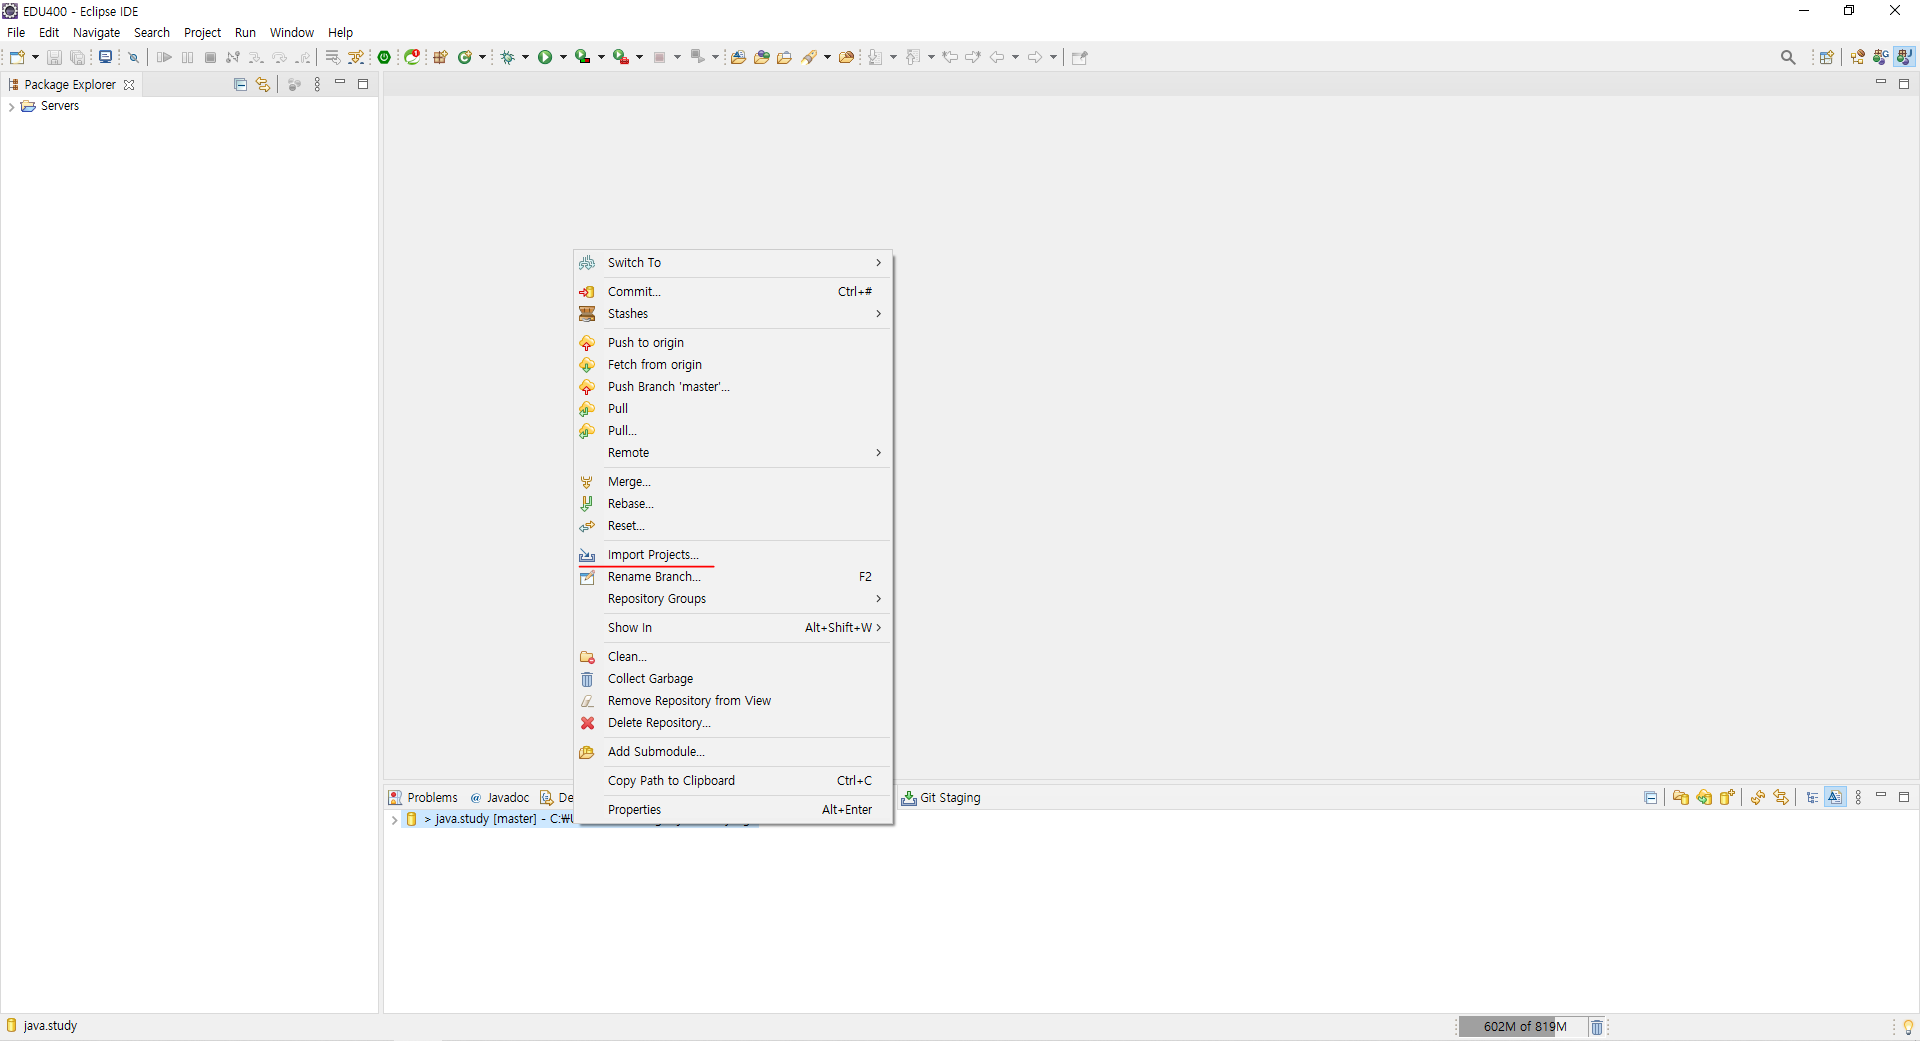 EDU400 - Eclipse IDE
File Edit Navigate Search Project Run Window Help
Package Explorer
Servers
Switch To
Commit... Ctrl+#
Stashes
Push to origin
Fetch from origin
Push Branch 'master'...
Pull
Pull...
Remote
Merge...
Rebase...
Reset...
Import Projects...
Rename Branch... F2
Repository Groups
Show In Alt+Shift+W
Clean...
Collect Garbage
Remove Repository from View
Delete Repository...
Add Submodule...
Copy Path to Clipboard Ctrl+C
Properties Alt+Enter
Problems @ Javadoc De Git Staging
> java.study [master] - C:₩U
java.study
602M of 819M